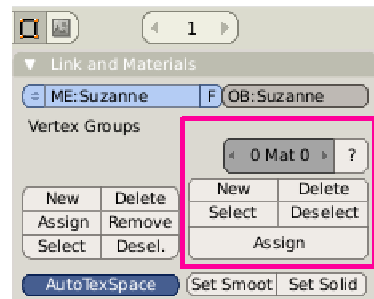 1
Link and Materials
ME:Suzanne F OB:Suzanne
Vertex Groups
0 Mat 0 ?
New Delete New Delete
Assign Remove Select Deselect
Select Desel. Assign
AutoTexSpace Set Smoot Set Solid